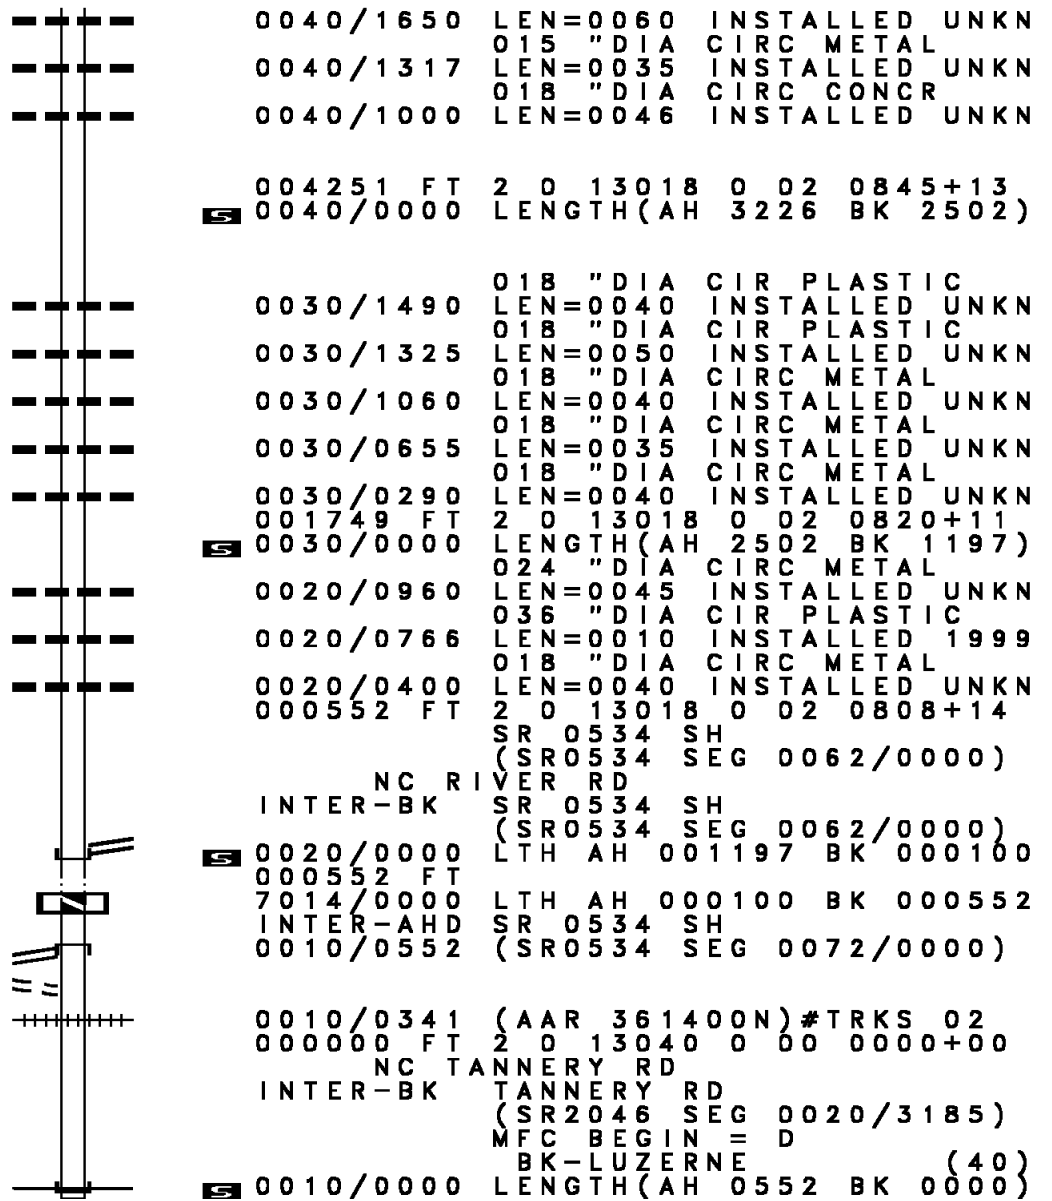 0040/1650 LEN=0060 INSTALLED UNKN
015 "DIA CIRC METAL
0040/1317 LEN=0035 INSTALLED UNKN
018 "DIA CIRC CONCR
0040/1000 LEN=0046 INSTALLED UNKN
004251 FT 2 0 13018 0 02 0845+13
S 0040/0000 LENGTH(AH 3226 BK 2502)
018 "DIA CIR PLASTIC
0030/1490 LEN=0040 INSTALLED UNKN
018 "DIA CIR PLASTIC
0030/1325 LEN=0050 INSTALLED UNKN
018 "DIA CIRC METAL
0030/1060 LEN=0040 INSTALLED UNKN
018 "DIA CIRC METAL
0030/0655 LEN=0035 INSTALLED UNKN
018 "DIA CIRC METAL
0030/0290 LEN=0040 INSTALLED UNKN
001749 FT 2 0 13018 0 02 0820+11
S 0030/0000 LENGTH(AH 2502 BK 1197)
024 "DIA CIRC METAL
0020/0960 LEN=0045 INSTALLED UNKN
036 "DIA CIR PLASTIC
0020/0766 LEN=0010 INSTALLED 1999
018 "DIA CIRC METAL
0020/0400 LEN=0040 INSTALLED UNKN
000552 FT 2 0 13018 0 02 0808+14
SR 0534 SH
(SR0534 SEG 0062/0000)
NC RIVER RD
INTER-BK SR 0534 SH
(SR0534 SEG 0062/0000)
S 0020/0000 LTH AH 001197 BK 000100
000552 FT
7014/0000 LTH AH 000100 BK 000552
INTER-AHD SR 0534 SH
0010/0552 (SR0534 SEG 0072/0000)
0010/0341 (AAR 361400N)#TRKS 02
000000 FT 2 0 13040 0 00 0000+00
NC TANNERY RD
INTER-BK TANNERY RD
(SR2046 SEG 0020/3185)
MFC BEGIN = D
BK-LUZERNE (40)
S 0010/0000 LENGTH(AH 0552 BK 0000)